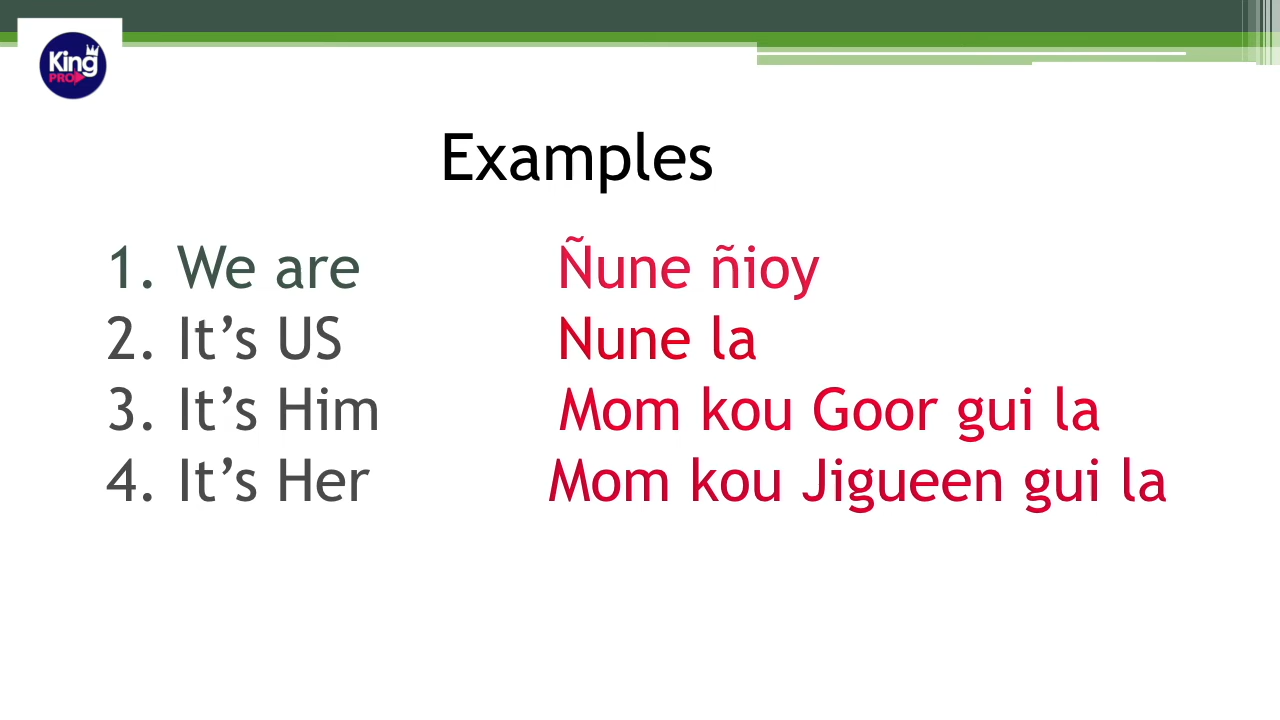 King
PRO
Examples
1. We are Ñune ñioy
2. It’s US Nune la
3. It’s Him Mom kou Goor gui la
4. It’s Her Mom kou Jigueen gui la